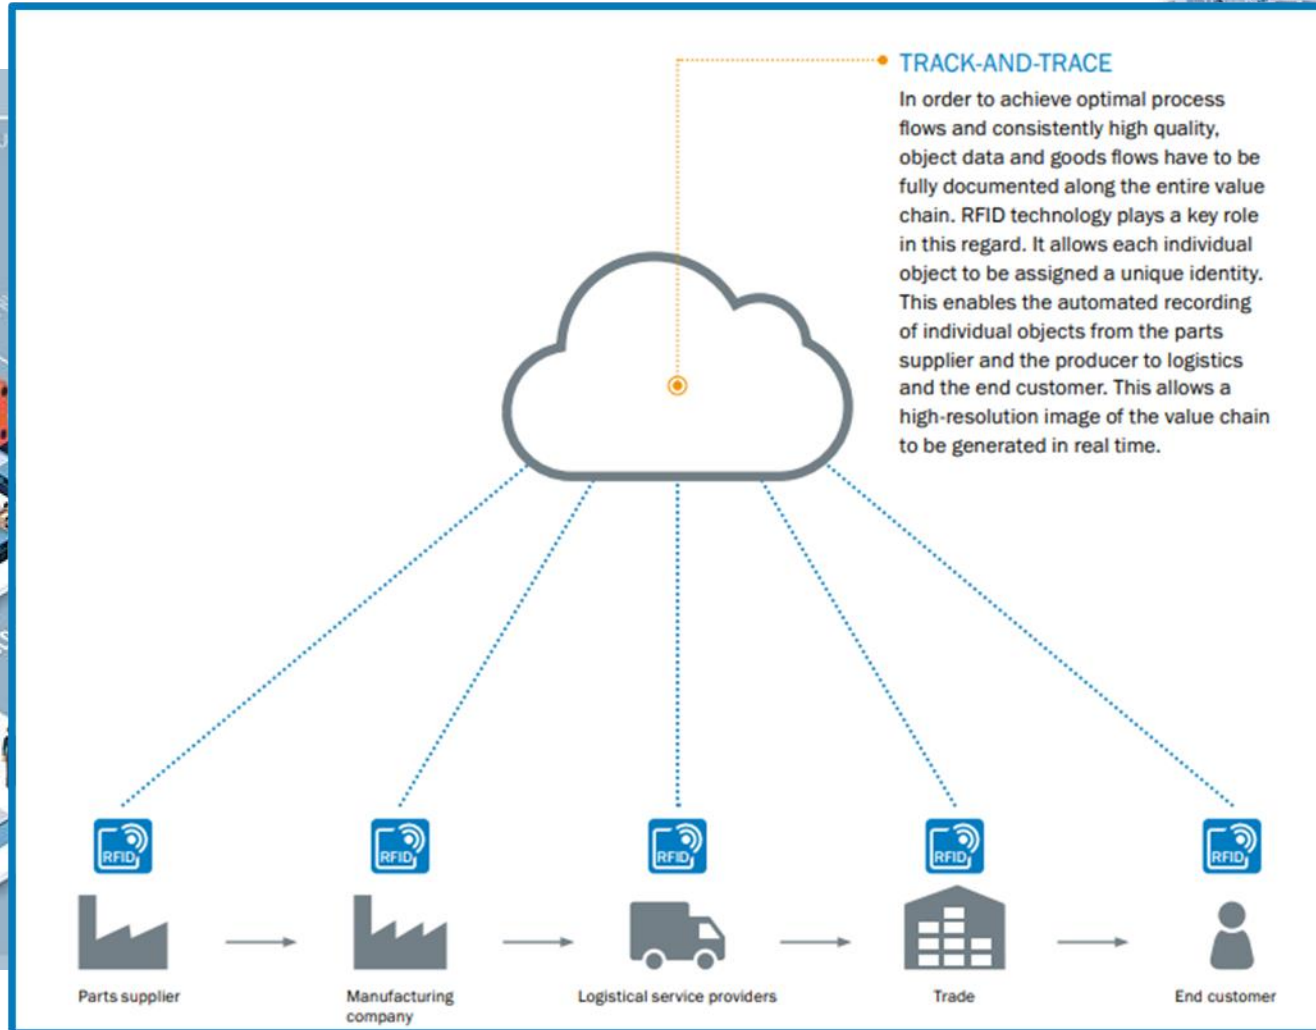 TRACK-AND-TRACE
In order to achieve optimal process
flows and consistently high quality,
object data and goods flows have to be
fully documented along the entire value
chain. RFID technology plays a key role
in this regard. It allows each individual
object to be assigned a unique identity.
This enables the automated recording
of individual objects from the parts
supplier and the producer to logistics
and the end customer. This allows a
high-resolution image of the value chain
to be generated in real time.
RFID
RFID
RFID
RFID
RFID
Parts supplier
Manufacturing
company
Logistical service providers
Trade
End customer